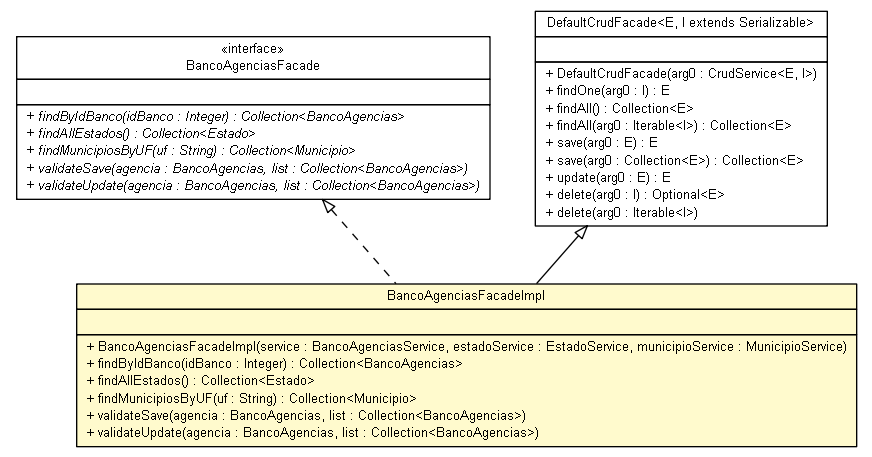 «interface»
BancoAgenciasFacade
+ findByIdBanco(idBanco : Integer) : Collection<BancoAgencias>
+ findAllEstados() : Collection<Estado>
+ findMunicipiosByUF(uf : String) : Collection<Municipio>
+ validateSave(agencia : BancoAgencias, list : Collection<BancoAgencias>)
+ validateUpdate(agencia : BancoAgencias, list : Collection<BancoAgencias>)
DefaultCrudFacade<E, I extends Serializable>
+ DefaultCrudFacade(arg0 : CrudService<E, I>)
+ findOne(arg0 : I) : E
+ findAll() : Collection<E>
+ findAll(arg0 : Iterable<I>) : Collection<E>
+ save(arg0 : E) : E
+ save(arg0 : Collection<E>) : Collection<E>
+ update(arg0 : E) : E
+ delete(arg0 : I) : Optional<E>
+ delete(arg0 : Iterable<I>)
BancoAgenciasFacadeImpl
+ BancoAgenciasFacadeImpl(service : BancoAgenciasService, estadoService : EstadoService, municipioService : MunicipioService)
+ findByIdBanco(idBanco : Integer) : Collection<BancoAgencias>
+ findAllEstados() : Collection<Estado>
+ findMunicipiosByUF(uf : String) : Collection<Municipio>
+ validateSave(agencia : BancoAgencias, list : Collection<BancoAgencias>)
+ validateUpdate(agencia : BancoAgencias, list : Collection<BancoAgencias>)